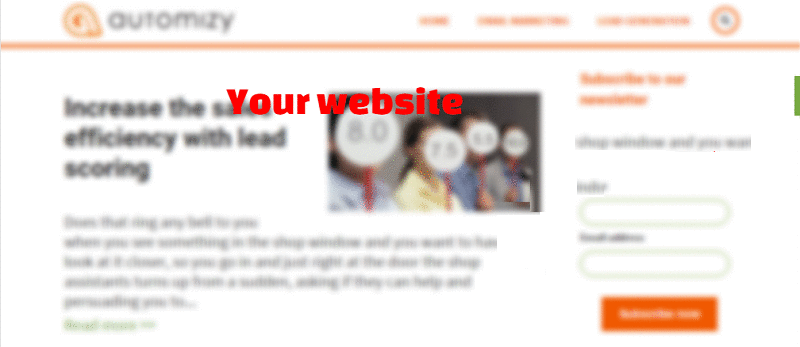 automizy
HOME EMAIL MARKETING LEAD GENERATION
Your website
Increase the sales
efficiency with lead
scoring
8.0
7.5
Does that ring any bell to you
when you see something in the shop window and you want to have
look at it closer, so you go in and just right at the door the shop
assistants turns up from a sudden, asking if they can help and
persuading you to...
Read more >>
Subscribe to our
newsletter
shop window and you want
Email address
Subscribe now